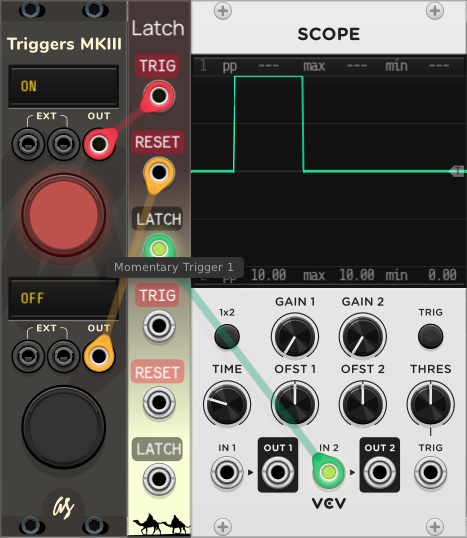 Triggers MKIII
ON
EXT OUT
OFF
EXT OUT
as
Latch
TRIG
RESET
LATCH
Momentary Trigger 1
TRIG
RESET
LATCH
SCOPE
1 pp --- max --- min ---
2 pp 10.00 max 10.00 min 0.00
T
1x2 GAIN 1 GAIN 2 TRIG
TIME OFST 1 OFST 2 THRES
IN 1 OUT 1 IN 2 OUT 2 TRIG
VCV